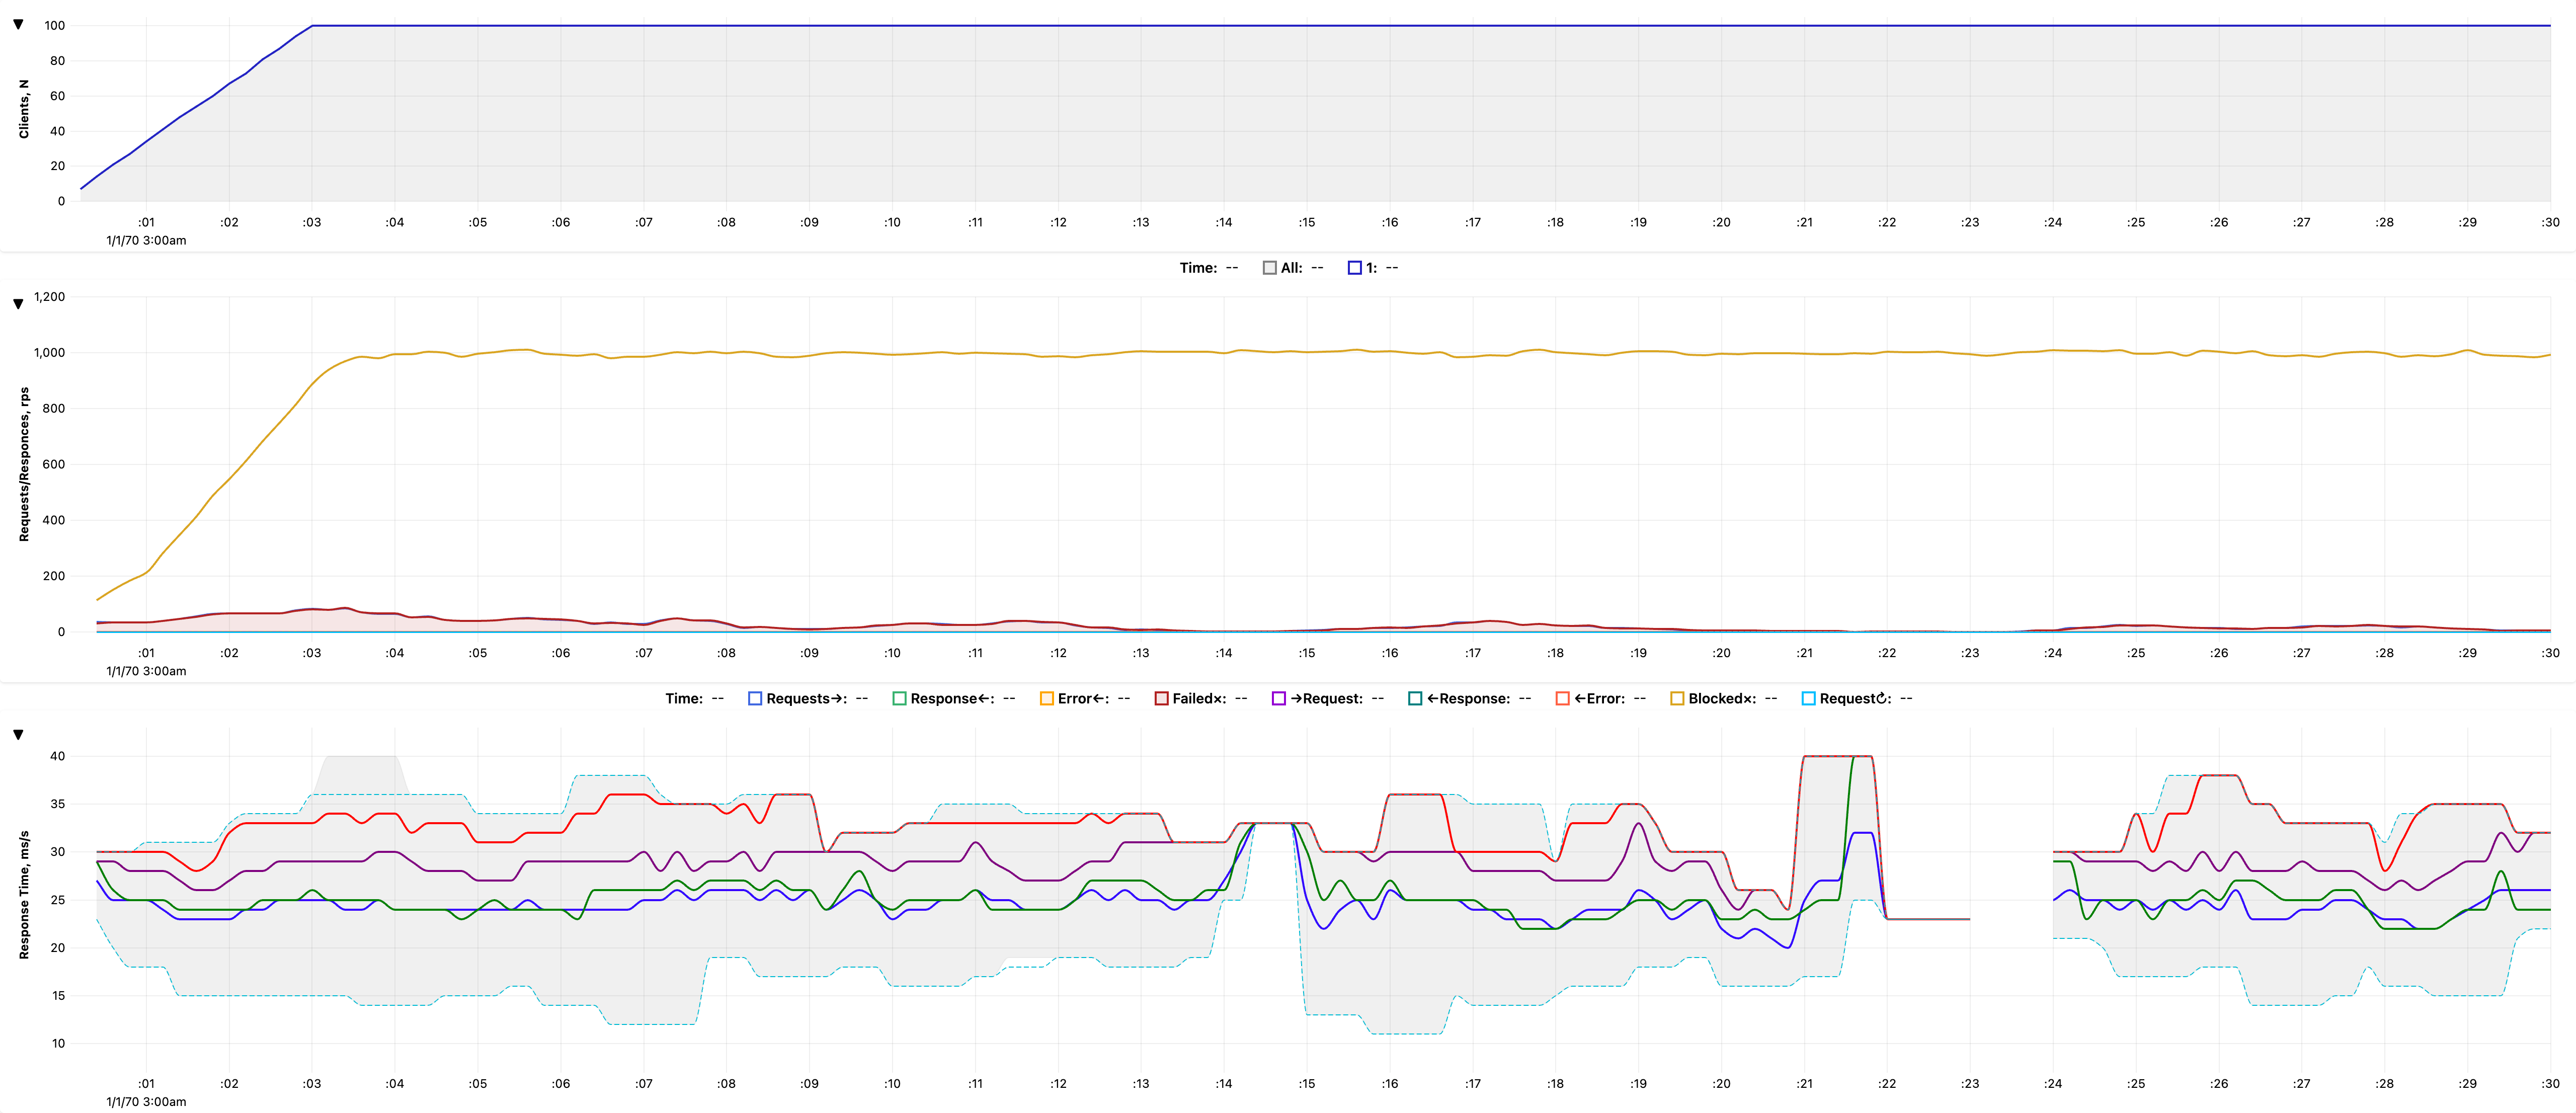 ▼
Clients, N
100
80
60
40
20
0
:01 :02 :03 :04 :05 :06 :07 :08 :09 :10 :11 :12 :13 :14 :15 :16 :17 :18 :19 :20 :21 :22 :23 :24 :25 :26 :27 :28 :29 :30
1/1/70 3:00am
Time: -- All: -- 1: --
▼
Requests/Responces, rps
1,200
1,000
800
600
400
200
0
:01 :02 :03 :04 :05 :06 :07 :08 :09 :10 :11 :12 :13 :14 :15 :16 :17 :18 :19 :20 :21 :22 :23 :24 :25 :26 :27 :28 :29 :30
1/1/70 3:00am
Time: -- Requests→: -- Response←: -- Error←: -- Failed×: -- →Request: -- ←Response: -- ←Error: -- Blocked×: -- Request↻: --
▼
Response Time, ms/s
40
35
30
25
20
15
10
:01 :02 :03 :04 :05 :06 :07 :08 :09 :10 :11 :12 :13 :14 :15 :16 :17 :18 :19 :20 :21 :22 :23 :24 :25 :26 :27 :28 :29 :30
1/1/70 3:00am